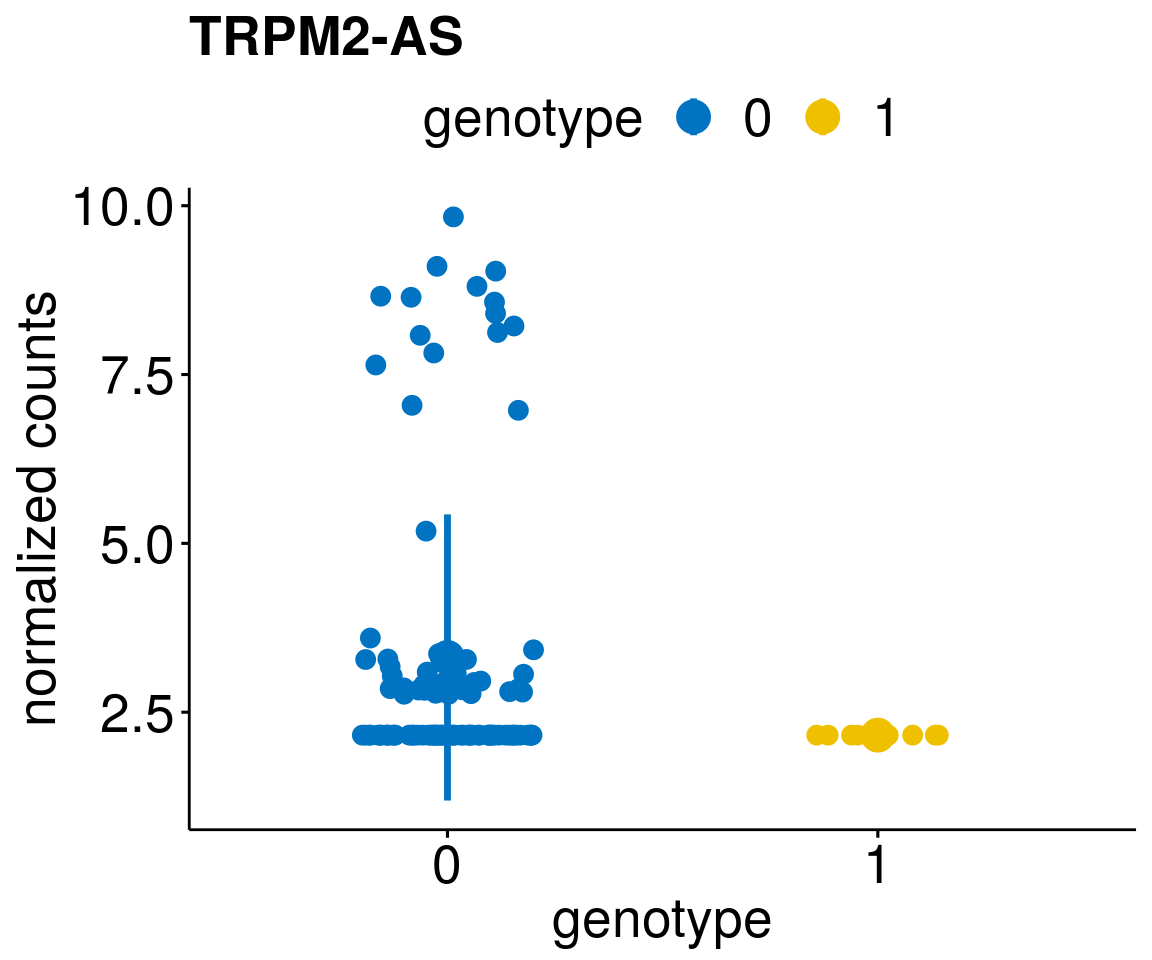 TRPM2-AS
genotype 0 1
normalized counts
10.0
7.5
5.0
2.5
0 1
genotype